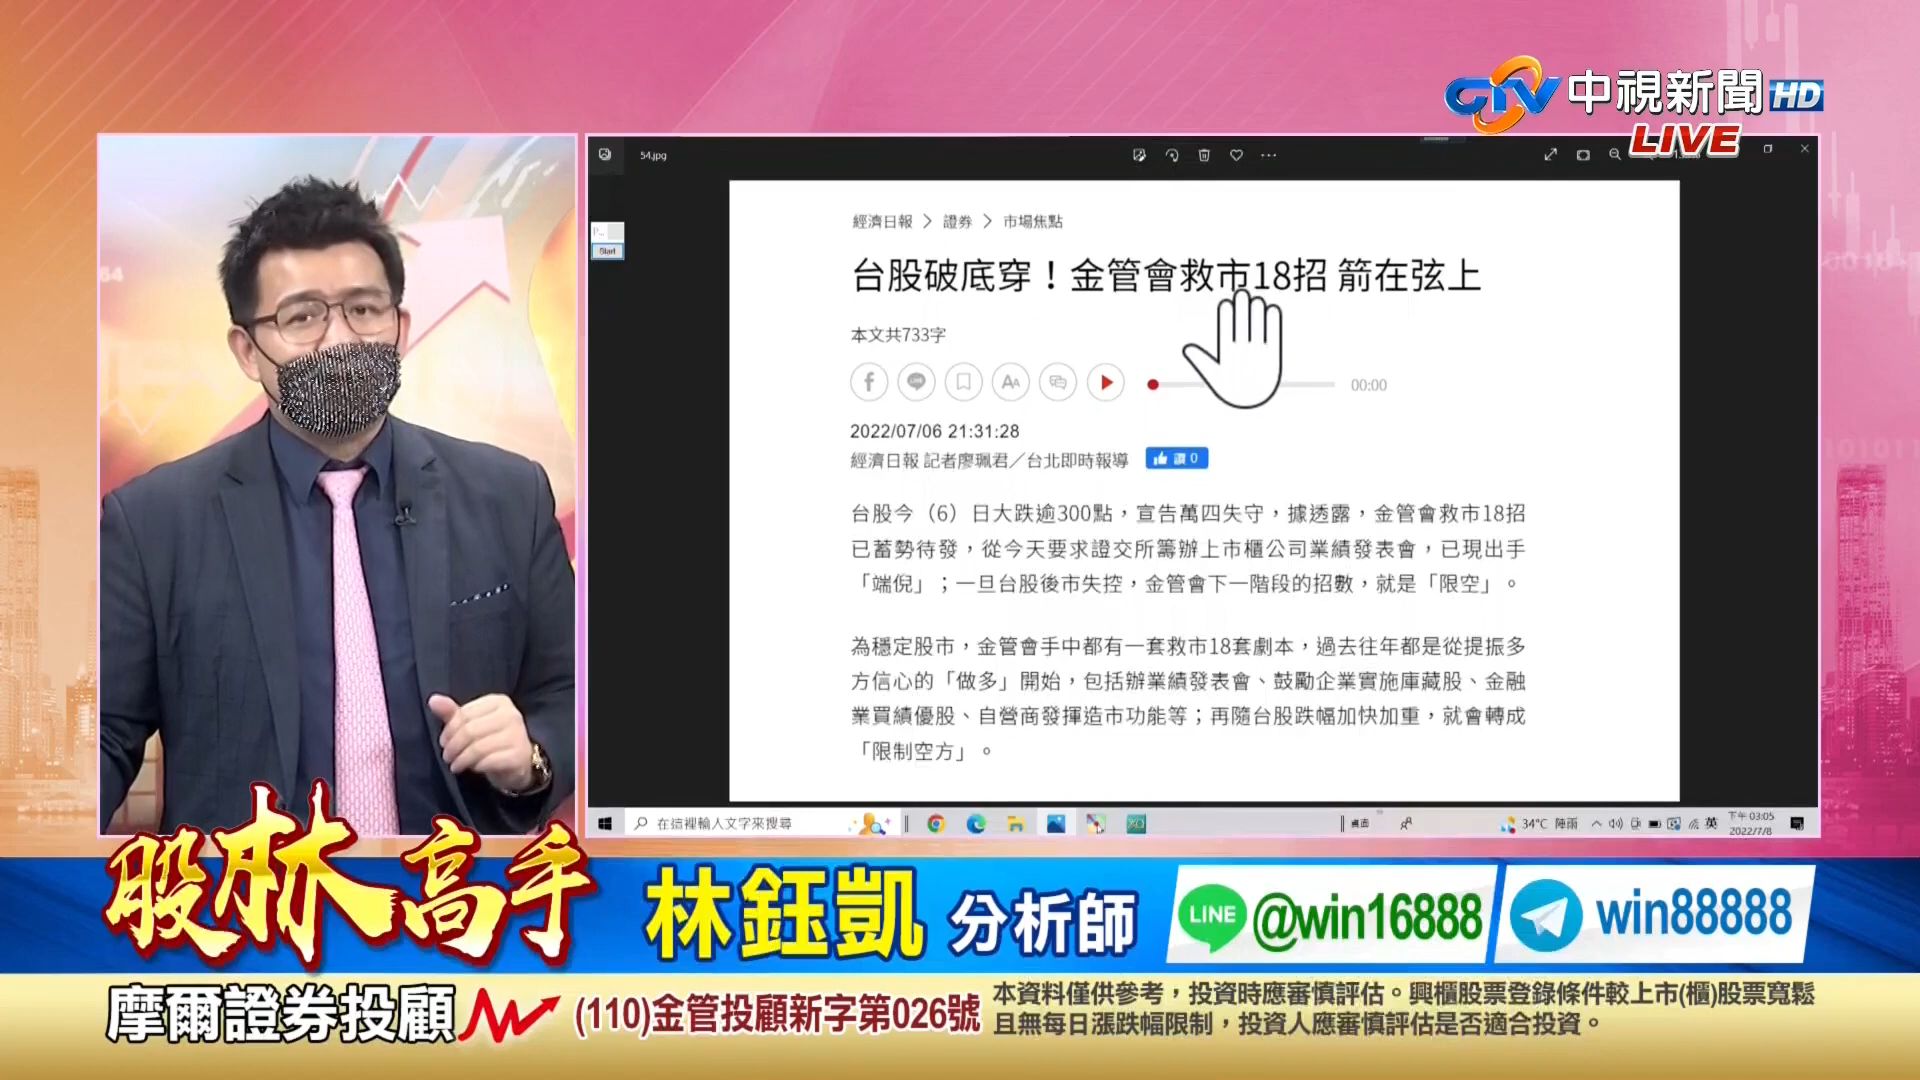 CTV 中視新聞 HD
LIVE
54.jpg
P...
Start
經濟日報 > 證券 > 市場焦點
台股破底穿！金管會救市18招 箭在弦上
本文共733字
00:00
2022/07/06 21:31:28
經濟日報 記者廖珮君／台北即時報導
讚 0
台股今（6）日大跌逾300點，宣告萬四失守，據透露，金管會救市18招
已蓄勢待發，從今天要求證交所籌辦上市櫃公司業績發表會，已現出手
「端倪」；一旦台股後市失控，金管會下一階段的招數，就是「限空」。
為穩定股市，金管會手中都有一套救市18套劇本，過去往年都是從提振多
方信心的「做多」開始，包括辦業績發表會、鼓勵企業實施庫藏股、金融
業買績優股、自營商發揮造市功能等；再隨台股跌幅加快加重，就會轉成
「限制空方」。
在這裡輸入文字來搜尋
桌面
34°C 陣雨
英
下午 03:05
2022/7/8
股林高手
林鈺凱 分析師
LINE @win16888
win88888
摩爾證券投顧
(110)金管投顧新字第026號
本資料僅供參考，投資時應審慎評估。興櫃股票登錄條件較上市(櫃)股票寬鬆
且無每日漲跌幅限制，投資人應審慎評估是否適合投資。